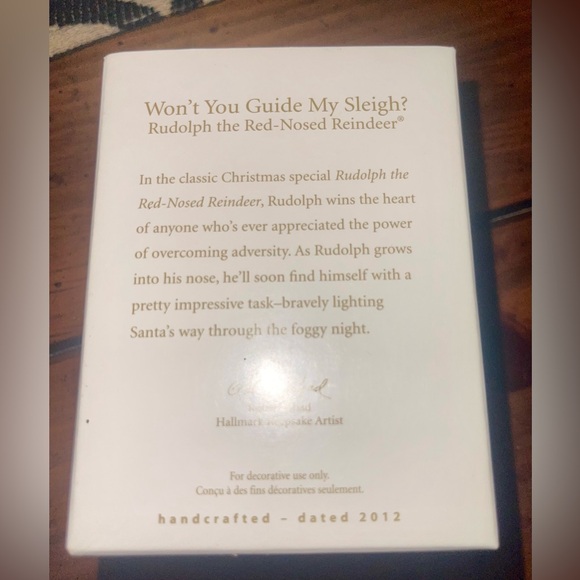 Won't You Guide My Sleigh?
Rudolph the Red-Nosed Reindeer®
In the classic Christmas special Rudolph the
Red-Nosed Reindeer, Rudolph wins the heart
of anyone who's ever appreciated the power
of overcoming adversity. As Rudolph grows
into his nose, he'll soon find himself with a
pretty impressive task–bravely lighting
Santa's way through the foggy night.
Hallmark Keepsake Artist
For decorative use only.
Conçu à des fins décoratives seulement.
handcrafted – dated 2012